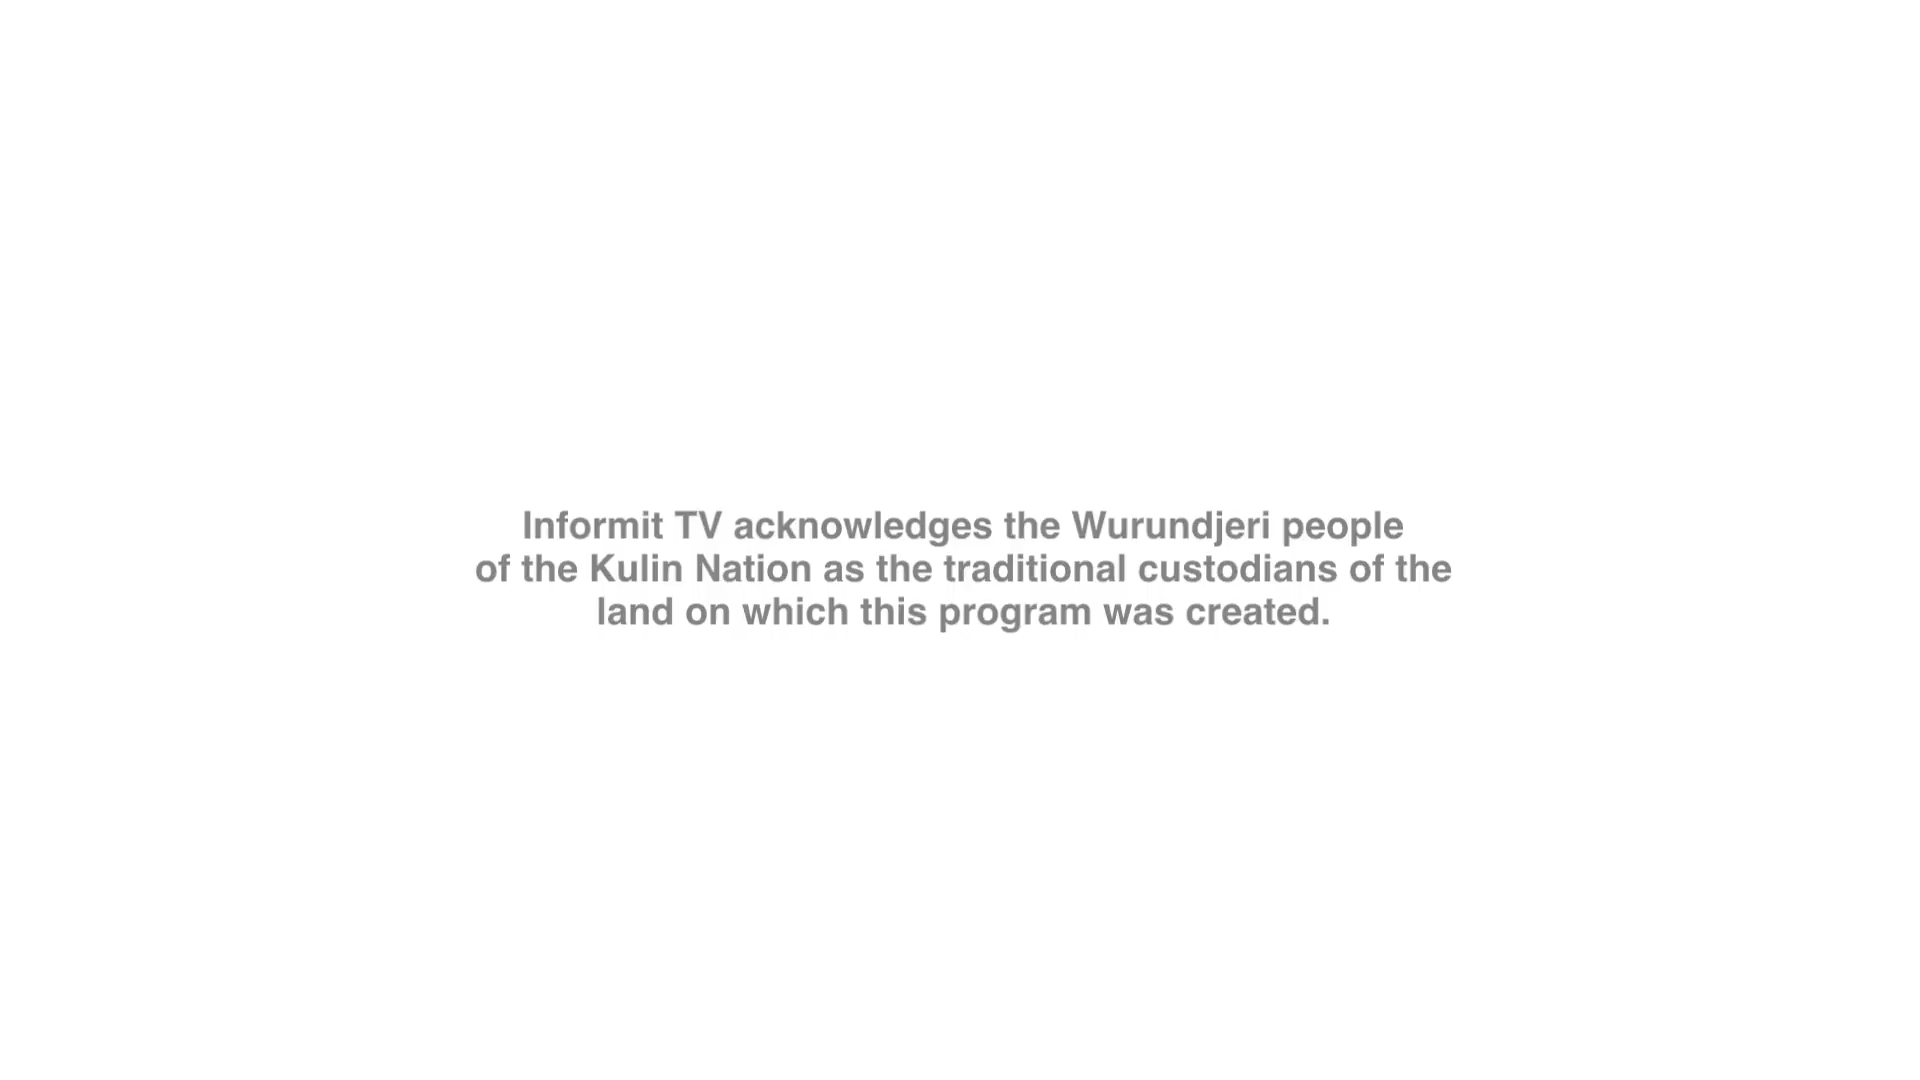 Informit TV acknowledges the Wurundjeri people
of the Kulin Nation as the traditional custodians of the
land on which this program was created.